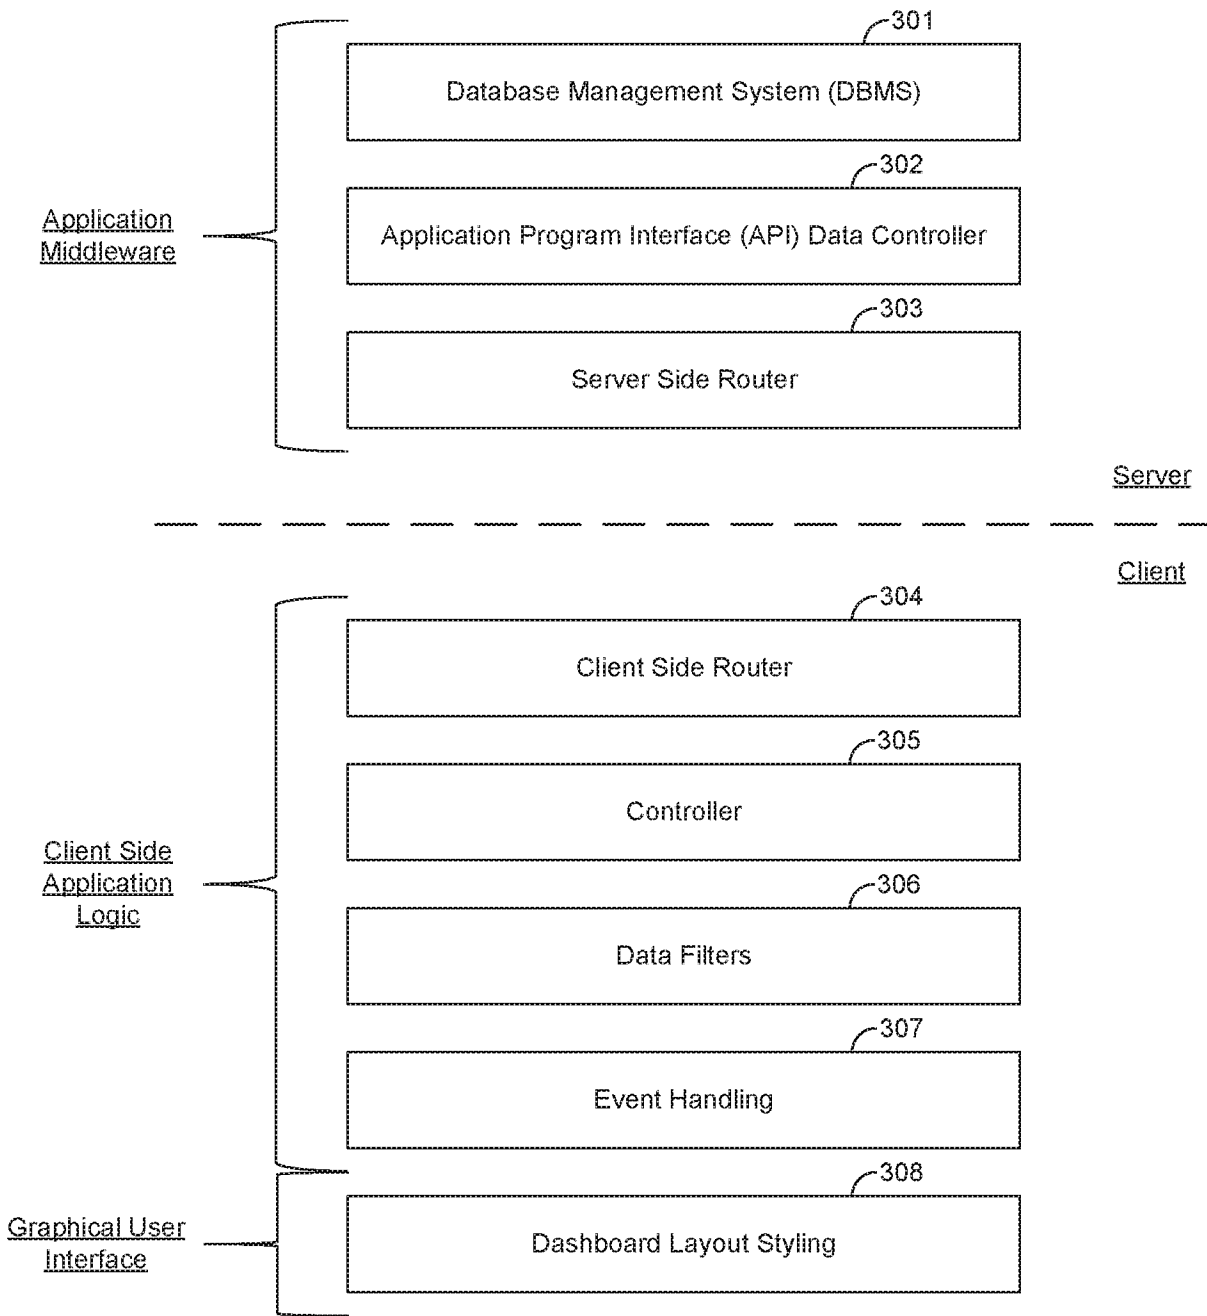 301
Database Management System (DBMS)
302
Application Program Interface (API) Data Controller
Application
Middleware
303
Server Side Router
Server
Client
304
Client Side Router
305
Controller
Client Side
Application
Logic
306
Data Filters
307
Event Handling
308
Dashboard Layout Styling
Graphical User
Interface